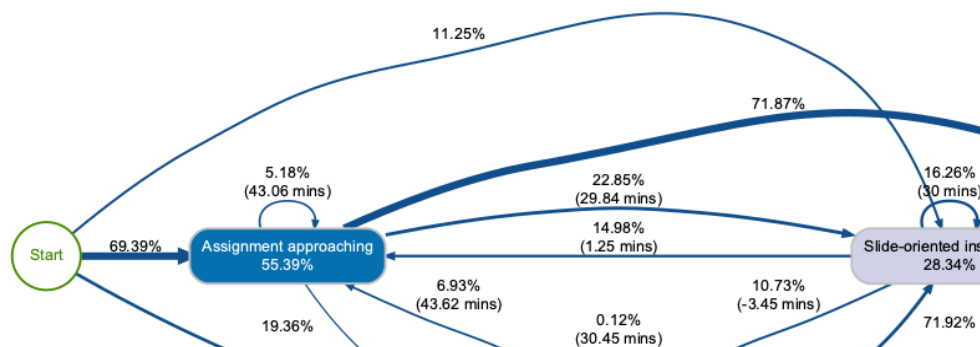 11.25%
71.87%
5.18%
(43.06 mins)
22.85%
(29.84 mins)
16.26%
(30 mins)
14.98%
(1.25 mins)
Start
69.39%
Assignment approaching
55.39%
Slide-oriented
28.34%
6.93%
(43.62 mins)
10.73%
(-3.45 mins)
19.36%
0.12%
(30.45 mins)
71.92%